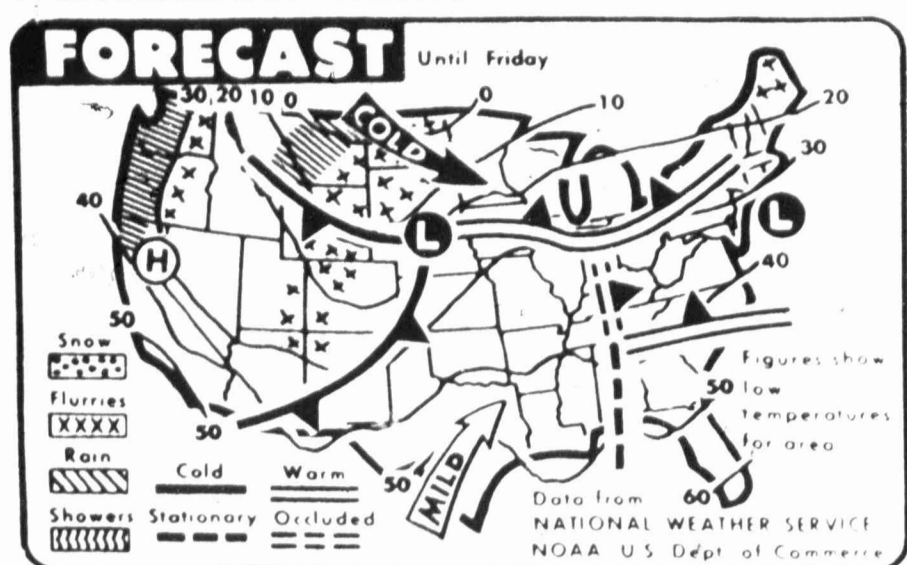 FORECAST Until Friday
30 20 10 0 COLD 0 10 20
30
40 L L
H 40
50
Snow
Figures show
Flurries 50 low
temperatures
50 for area
Rain Cold Warm 50 MILD 60
Data from
Showers Stationary Occluded NATIONAL WEATHER SERVICE
NOAA U S Dept of Commerce